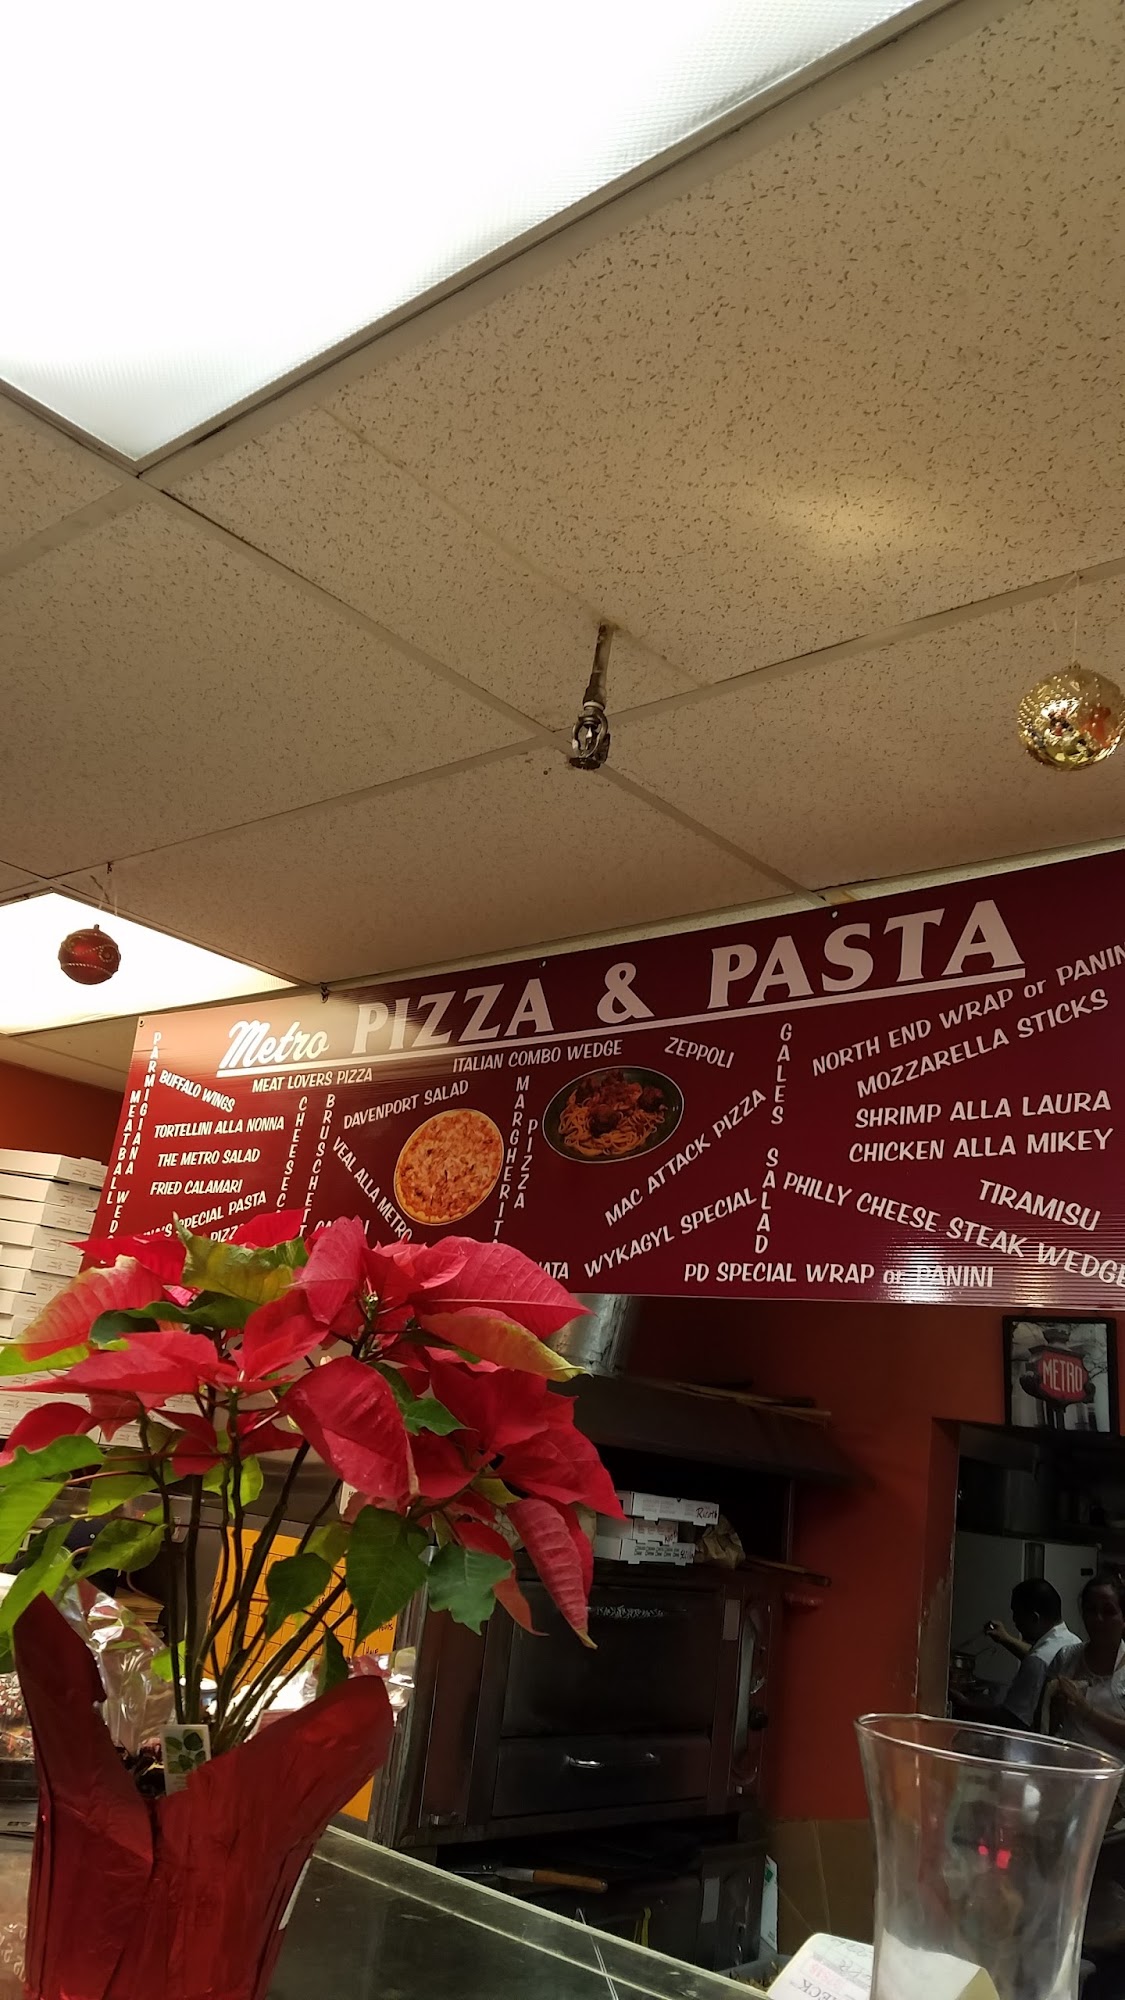 Metro PIZZA & PASTA
PARMIGIANA
MEATBALL
BUFFALO WINGS
MEAT LOVERS PIZZA
ITALIAN COMBO WEDGE
ZEPPOLI
GALES SALAD
NORTH END WRAP or
MOZZARELLA STICKS
TORTELLINI ALLA NONNA
THE METRO SALAD
FRIED CALAMARI
SPECIAL PASTA
DAVENPORT SALAD
VEAL ALLA METRO
MAC ATTACK PIZZA
WYKAGYL SPECIAL
PIZZA
SHRIMP ALLA LAURA
CHICKEN ALLA MIKEY
TIRAMISU
PHILLY CHEESE STEAK WEDGE
PD SPECIAL WRAP or PANINI
METRO